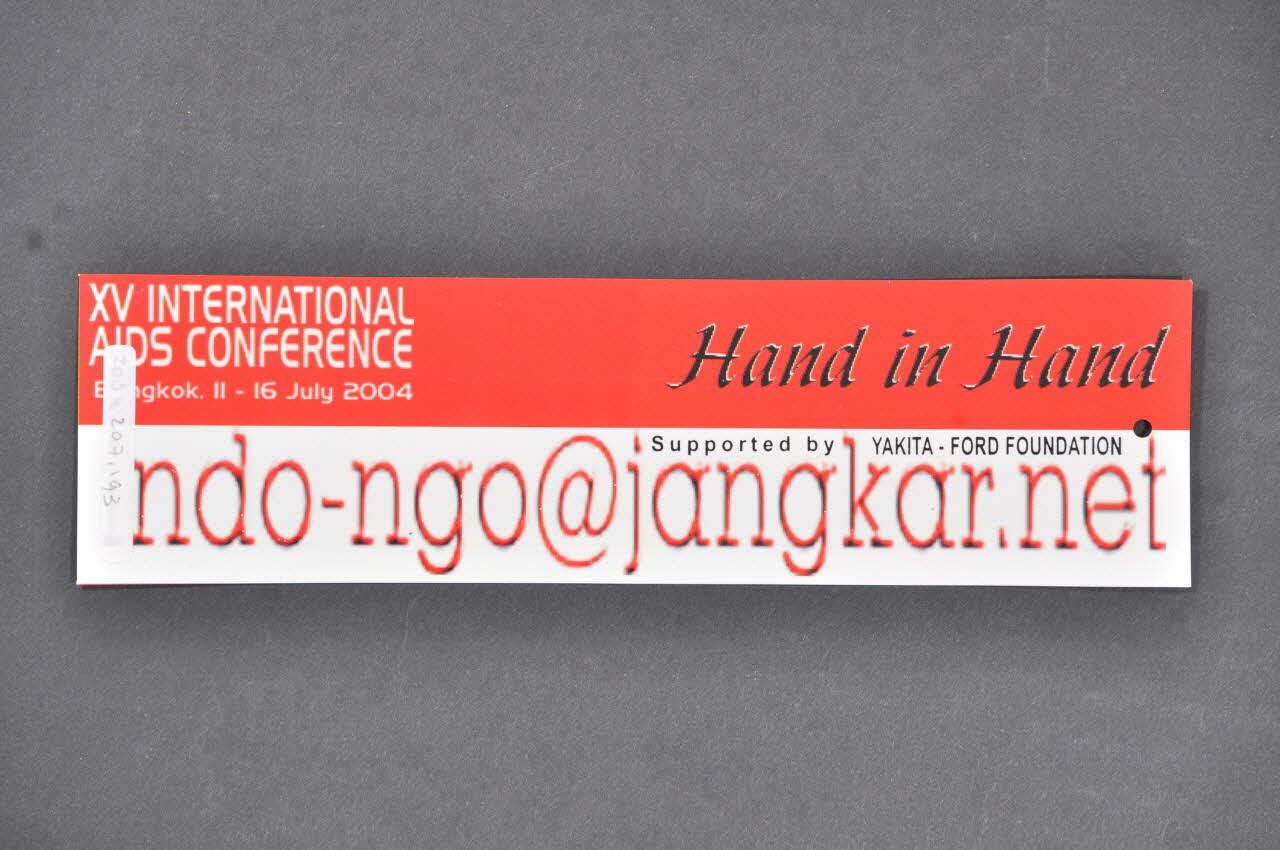 XV INTERNATIONAL
AIDS CONFERENCE
Bangkok. 11 - 16 July 2004
Hand in Hand
Supported by YAKITA - FORD FOUNDATION
ndo-ngo@jangkar.net